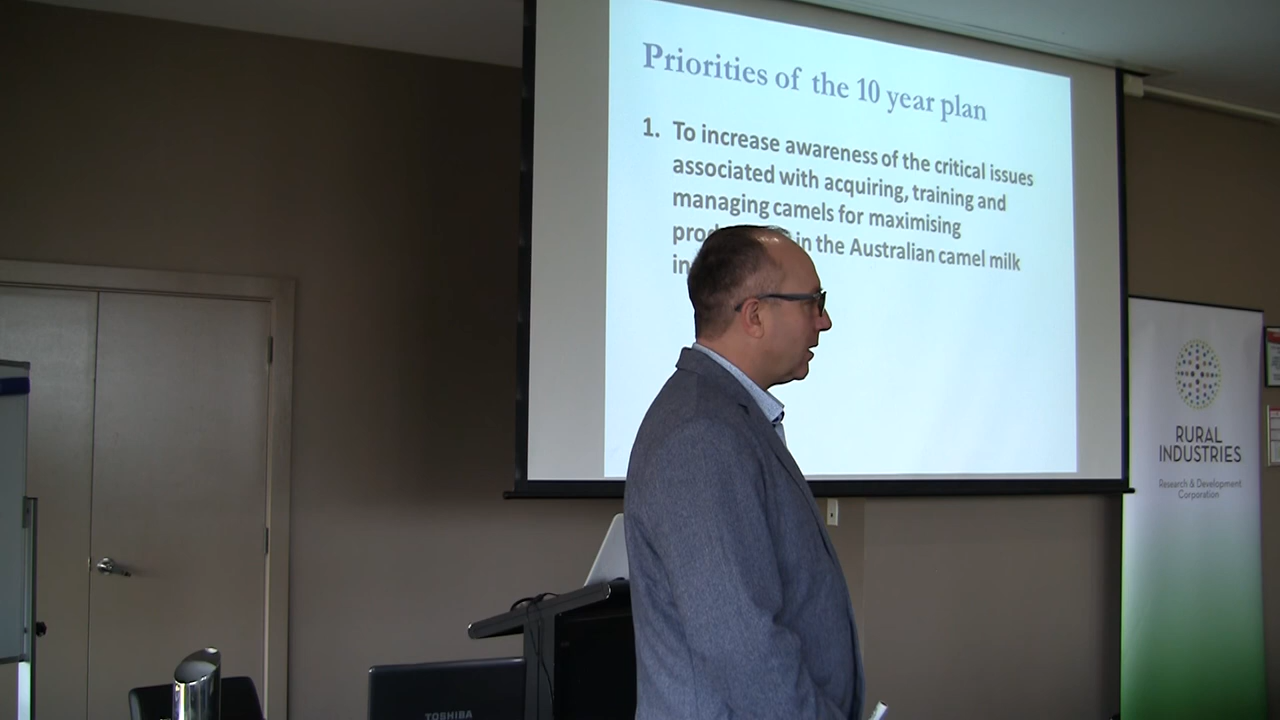 Priorities of the 10 year plan
1. To increase awareness of the critical issues
associated with acquiring, training and
managing camels for maximising
in the Australian camel milk
RURAL
INDUSTRIES
Research & Development
Corporation
TOSHIBA